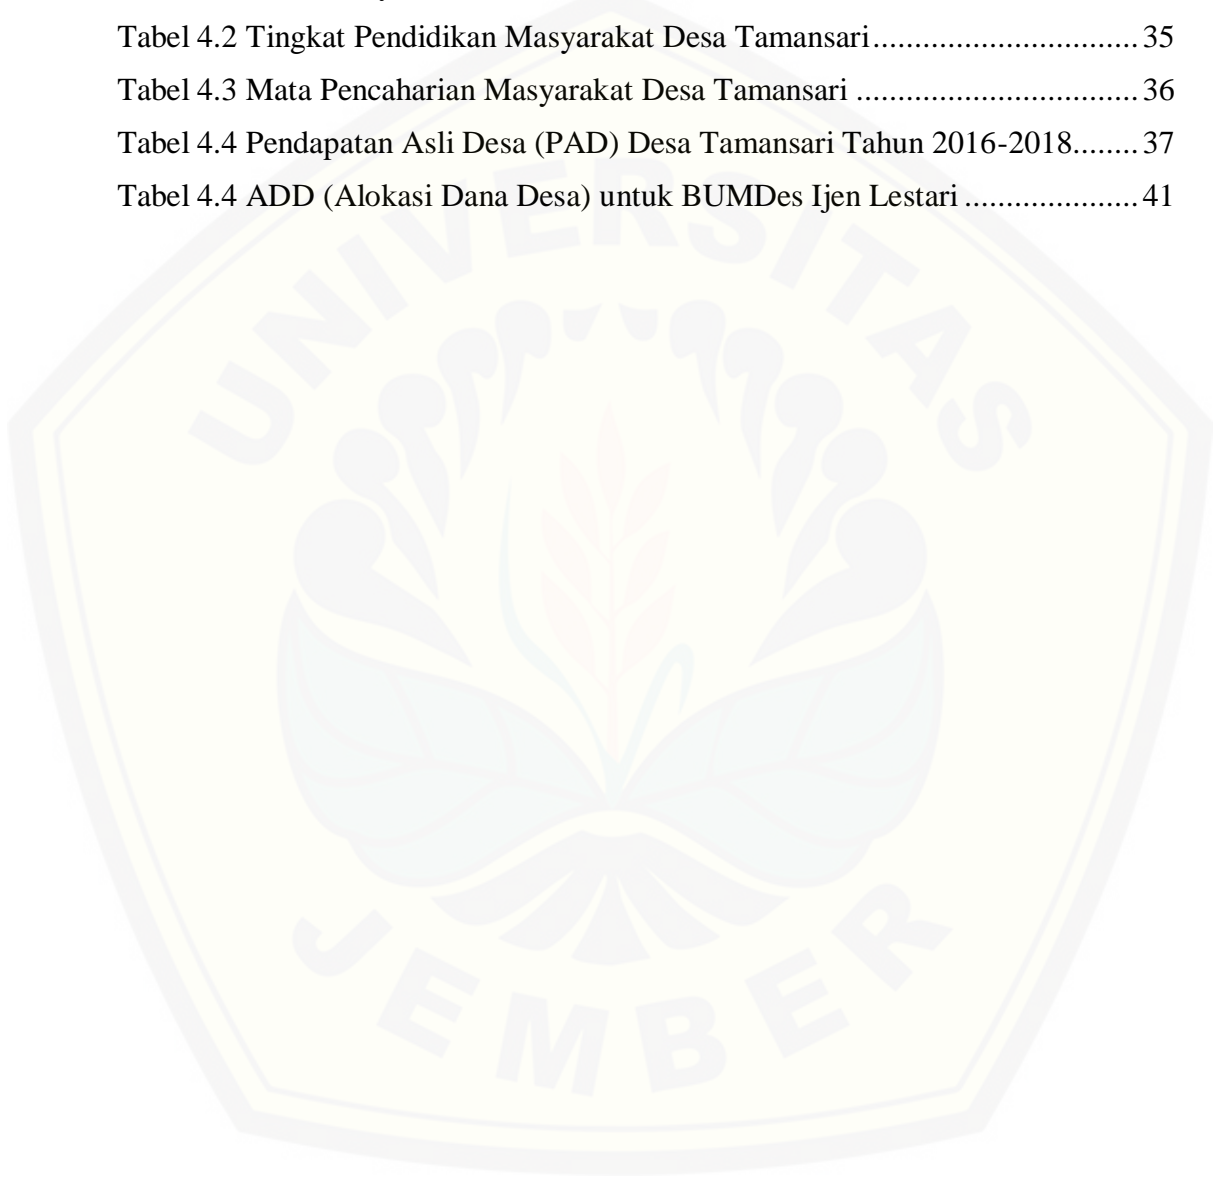 Tabel 4.2 Tingkat Pendidikan Masyarakat Desa Tamansari................................ 35
Tabel 4.3 Mata Pencaharian Masyarakat Desa Tamansari .................................. 36
Tabel 4.4 Pendapatan Asli Desa (PAD) Desa Tamansari Tahun 2016-2018........ 37
Tabel 4.4 ADD (Alokasi Dana Desa) untuk BUMDes Ijen Lestari ..................... 41
UNIVERSITAS
JEMBER